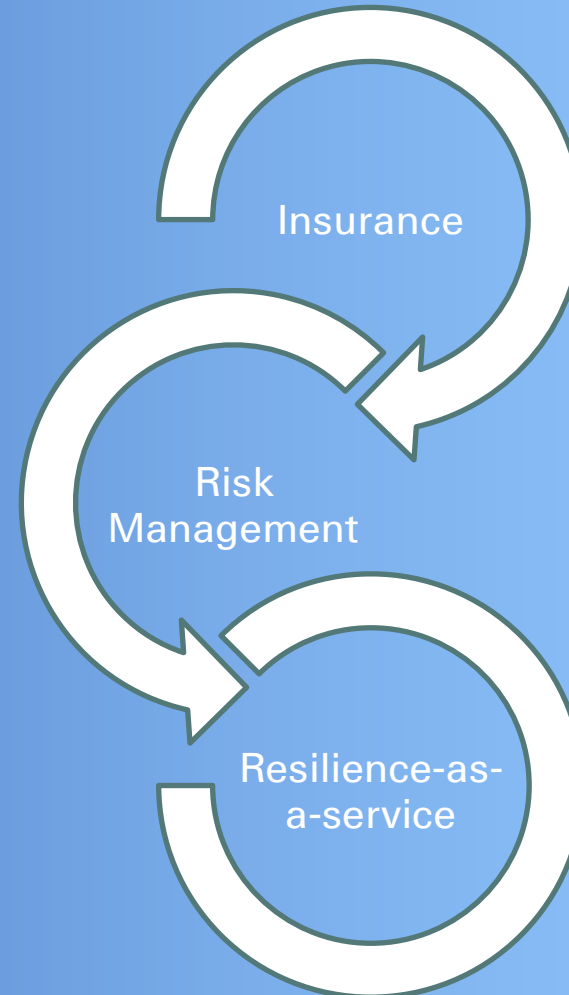 Insurance
Risk
Management
Resilience-as-
a-service